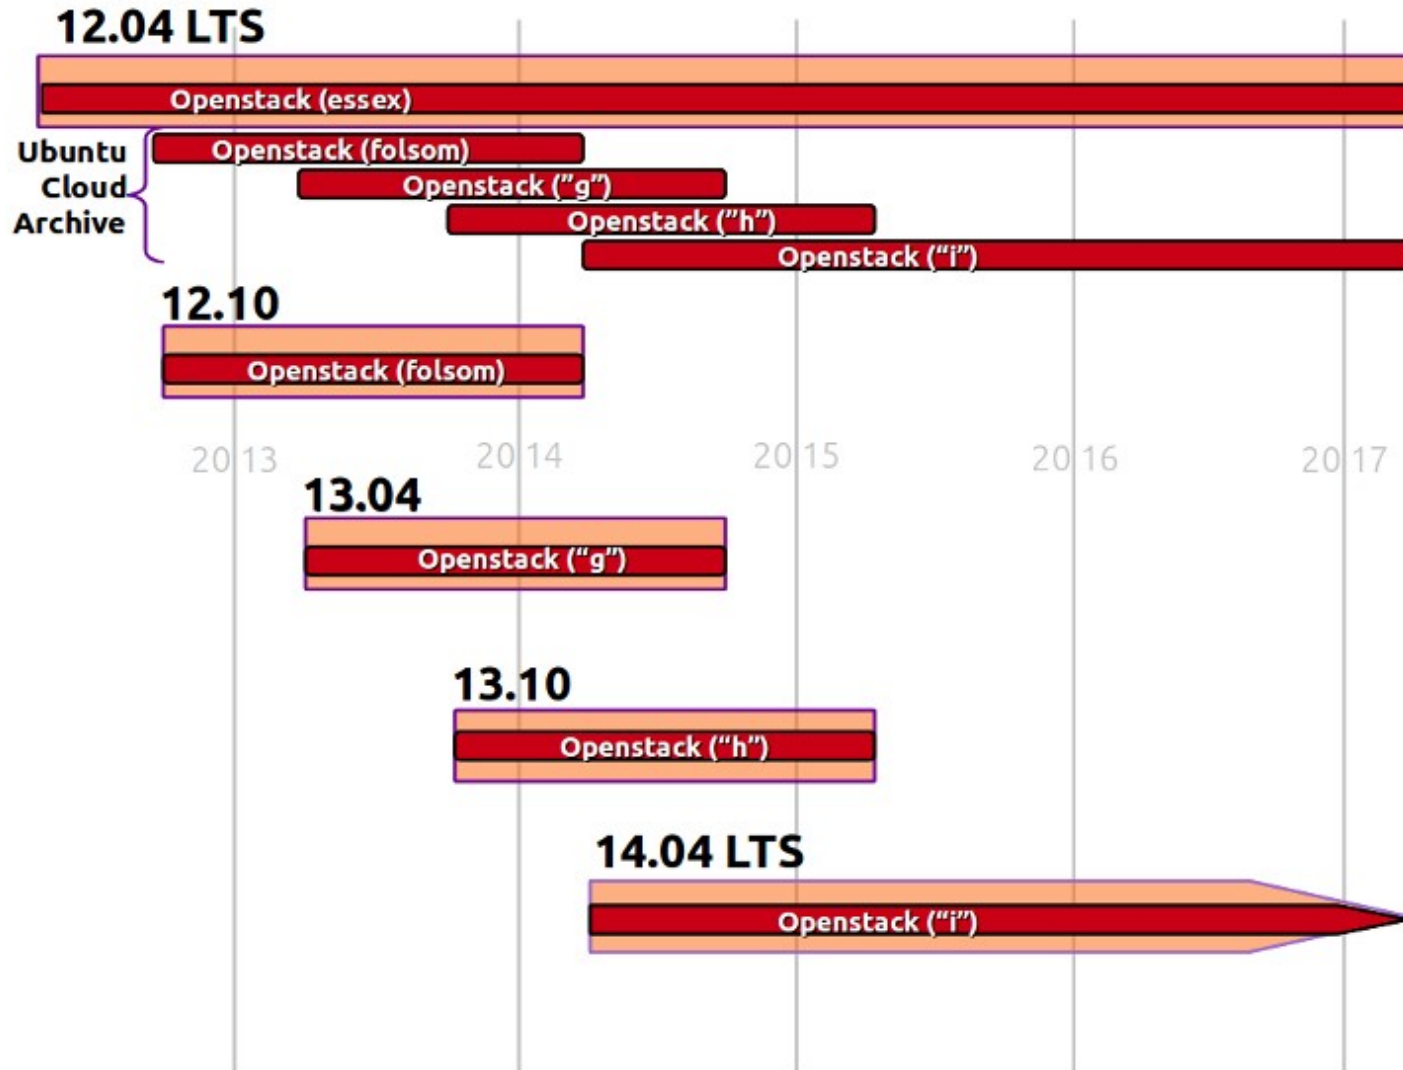 12.04 LTS
Openstack (essex)
Ubuntu
Cloud
Archive
Openstack (folsom)
Openstack (”g”)
Openstack (”h”)
Openstack (“i”)
12.10
Openstack (folsom)
2013 2014 2015 2016 2017
13.04
Openstack (“g”)
13.10
Openstack (“h”)
14.04 LTS
Openstack (“i”)